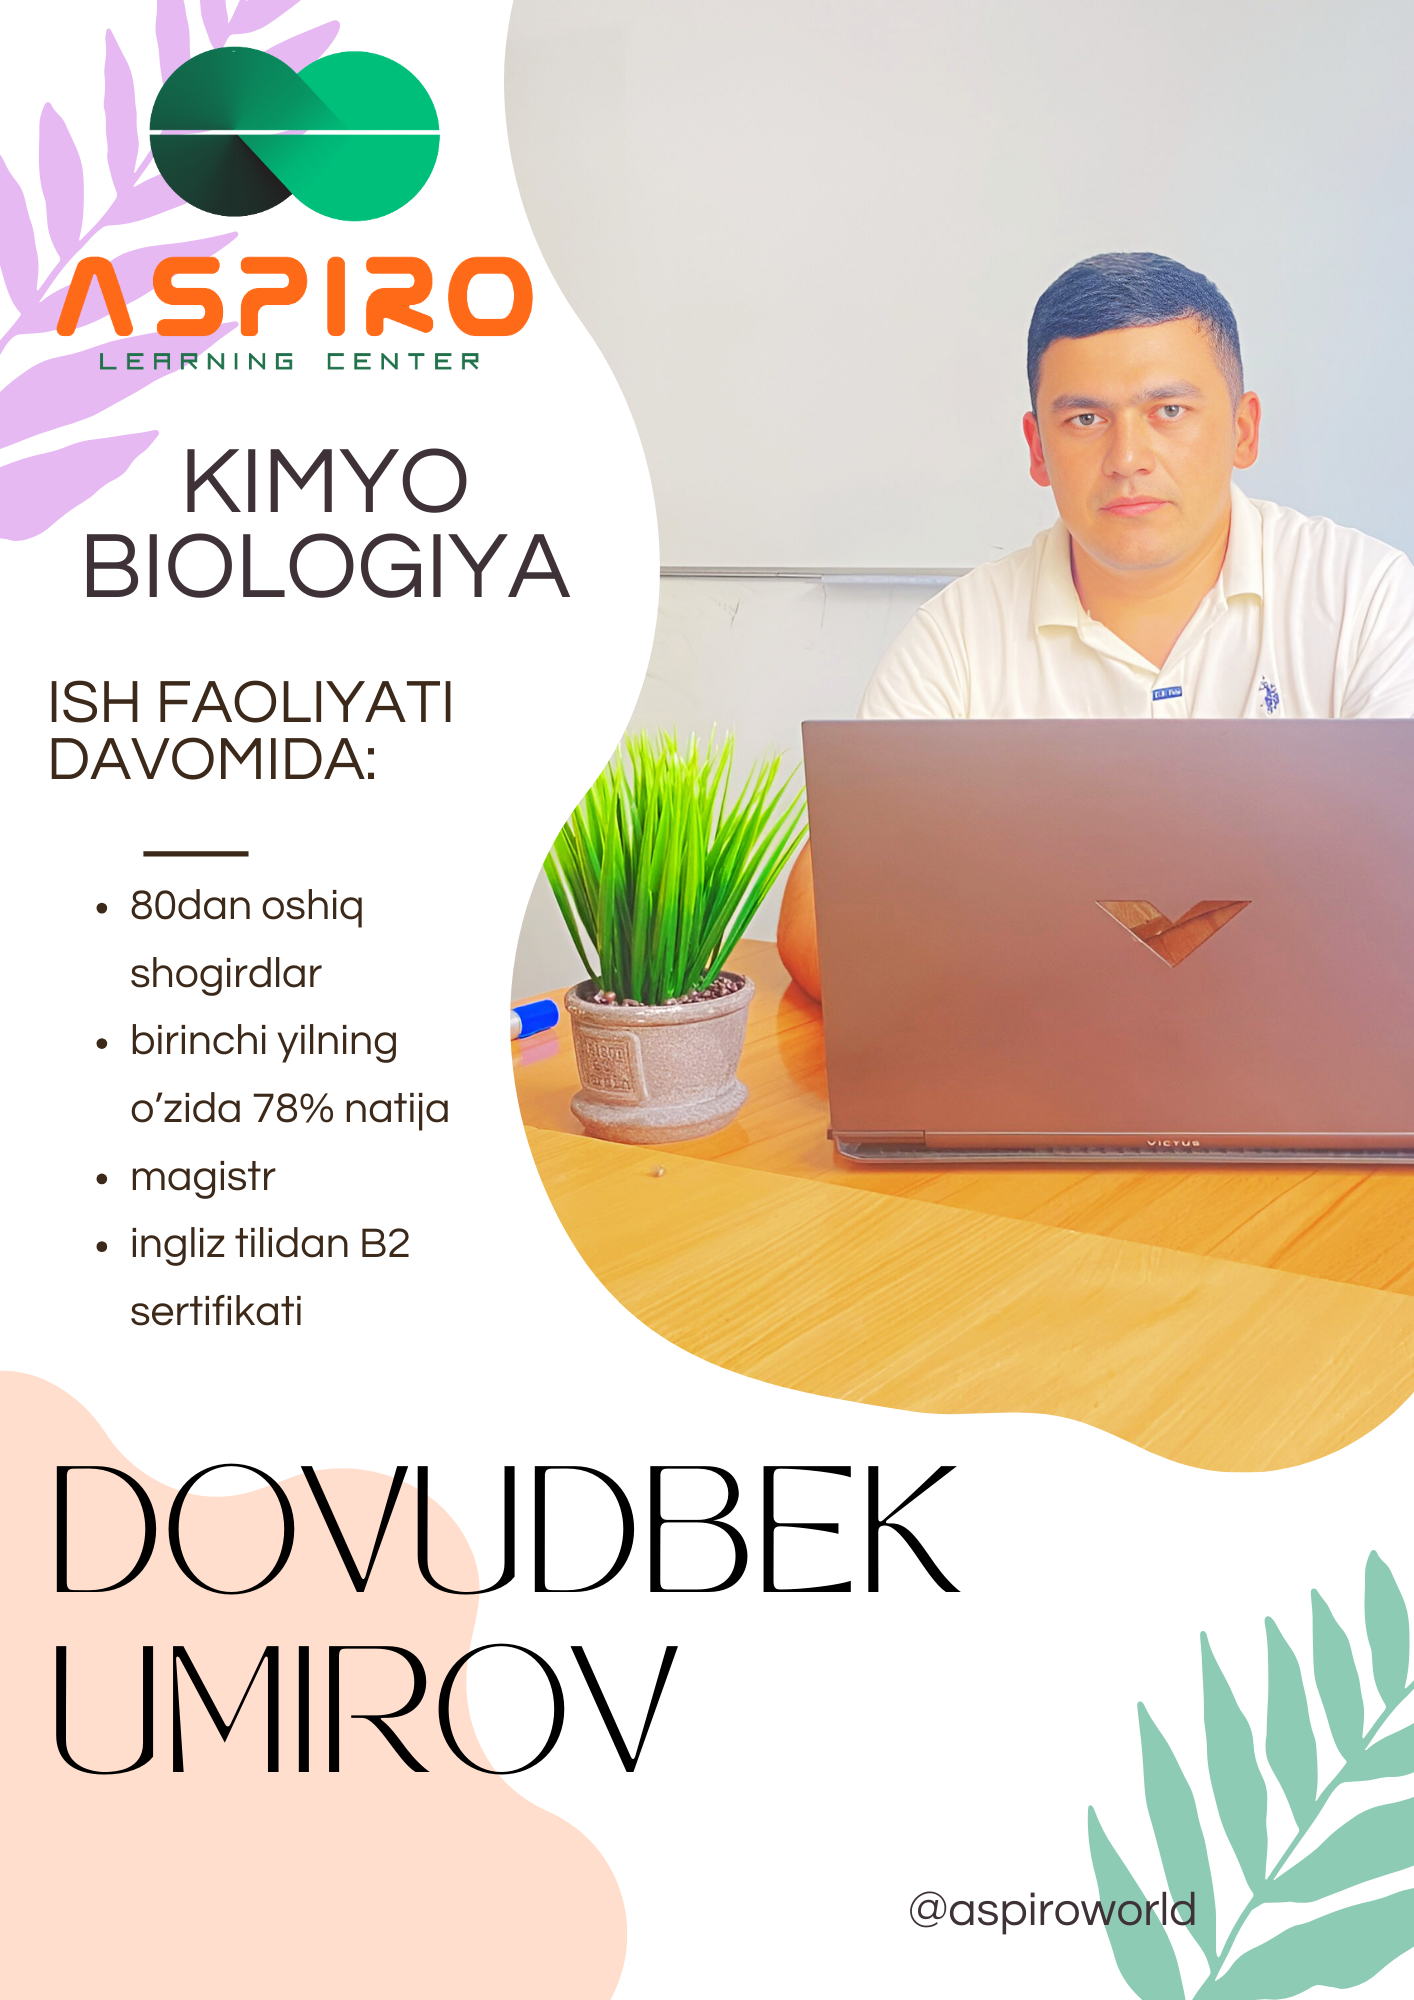 ASPIRO
LEARNING CENTER
KIMYO
BIOLOGIYA
ISH FAOLIYATI
DAVOMIDA:
80dan oshiq
shogirdlar
birinchi yilning
o’zida 78% natija
magistr
ingliz tilidan B2
sertifikati
VICTUS
DOVUDBEK
UMIROV
@aspiroworld